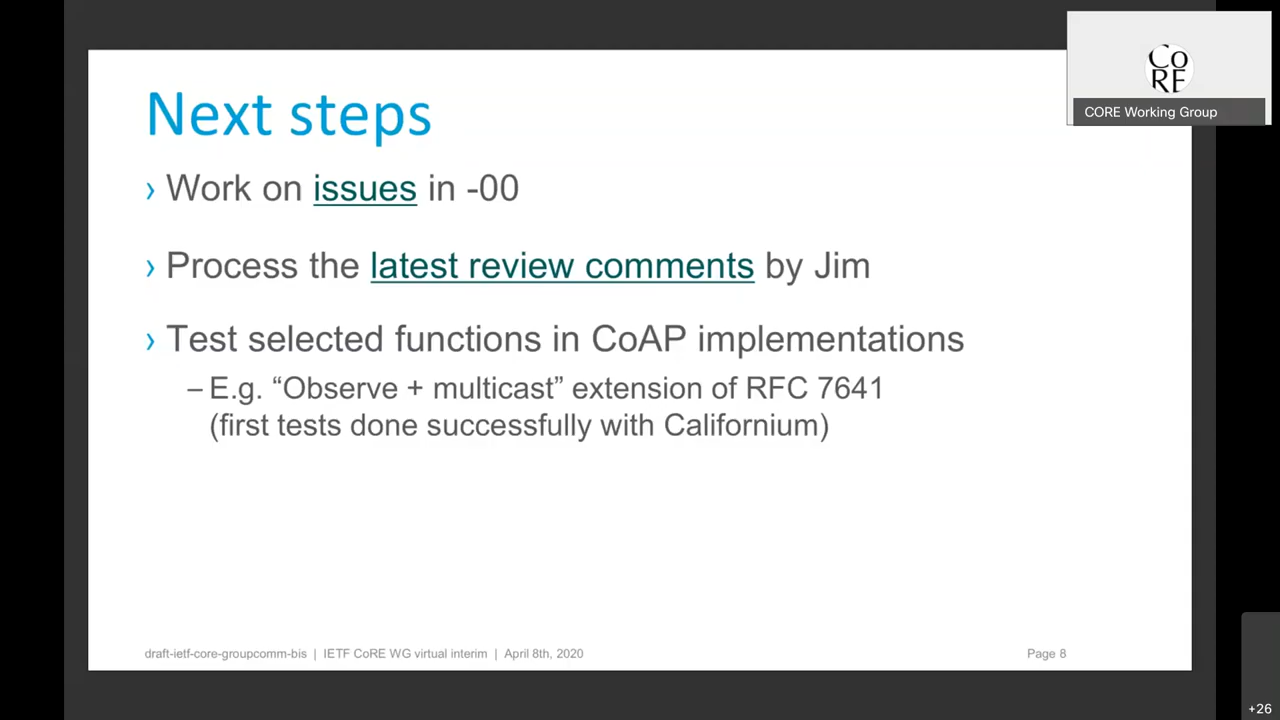 Next steps
› Work on issues in -00
› Process the latest review comments by Jim
› Test selected functions in CoAP implementations
– E.g. “Observe + multicast” extension of RFC 7641
(first tests done successfully with Californium)
draft-ietf-core-groupcomm-bis | IETF CoRE WG virtual interim | April 8th, 2020
Page 8
Co
RE
CORE Working Group
+26